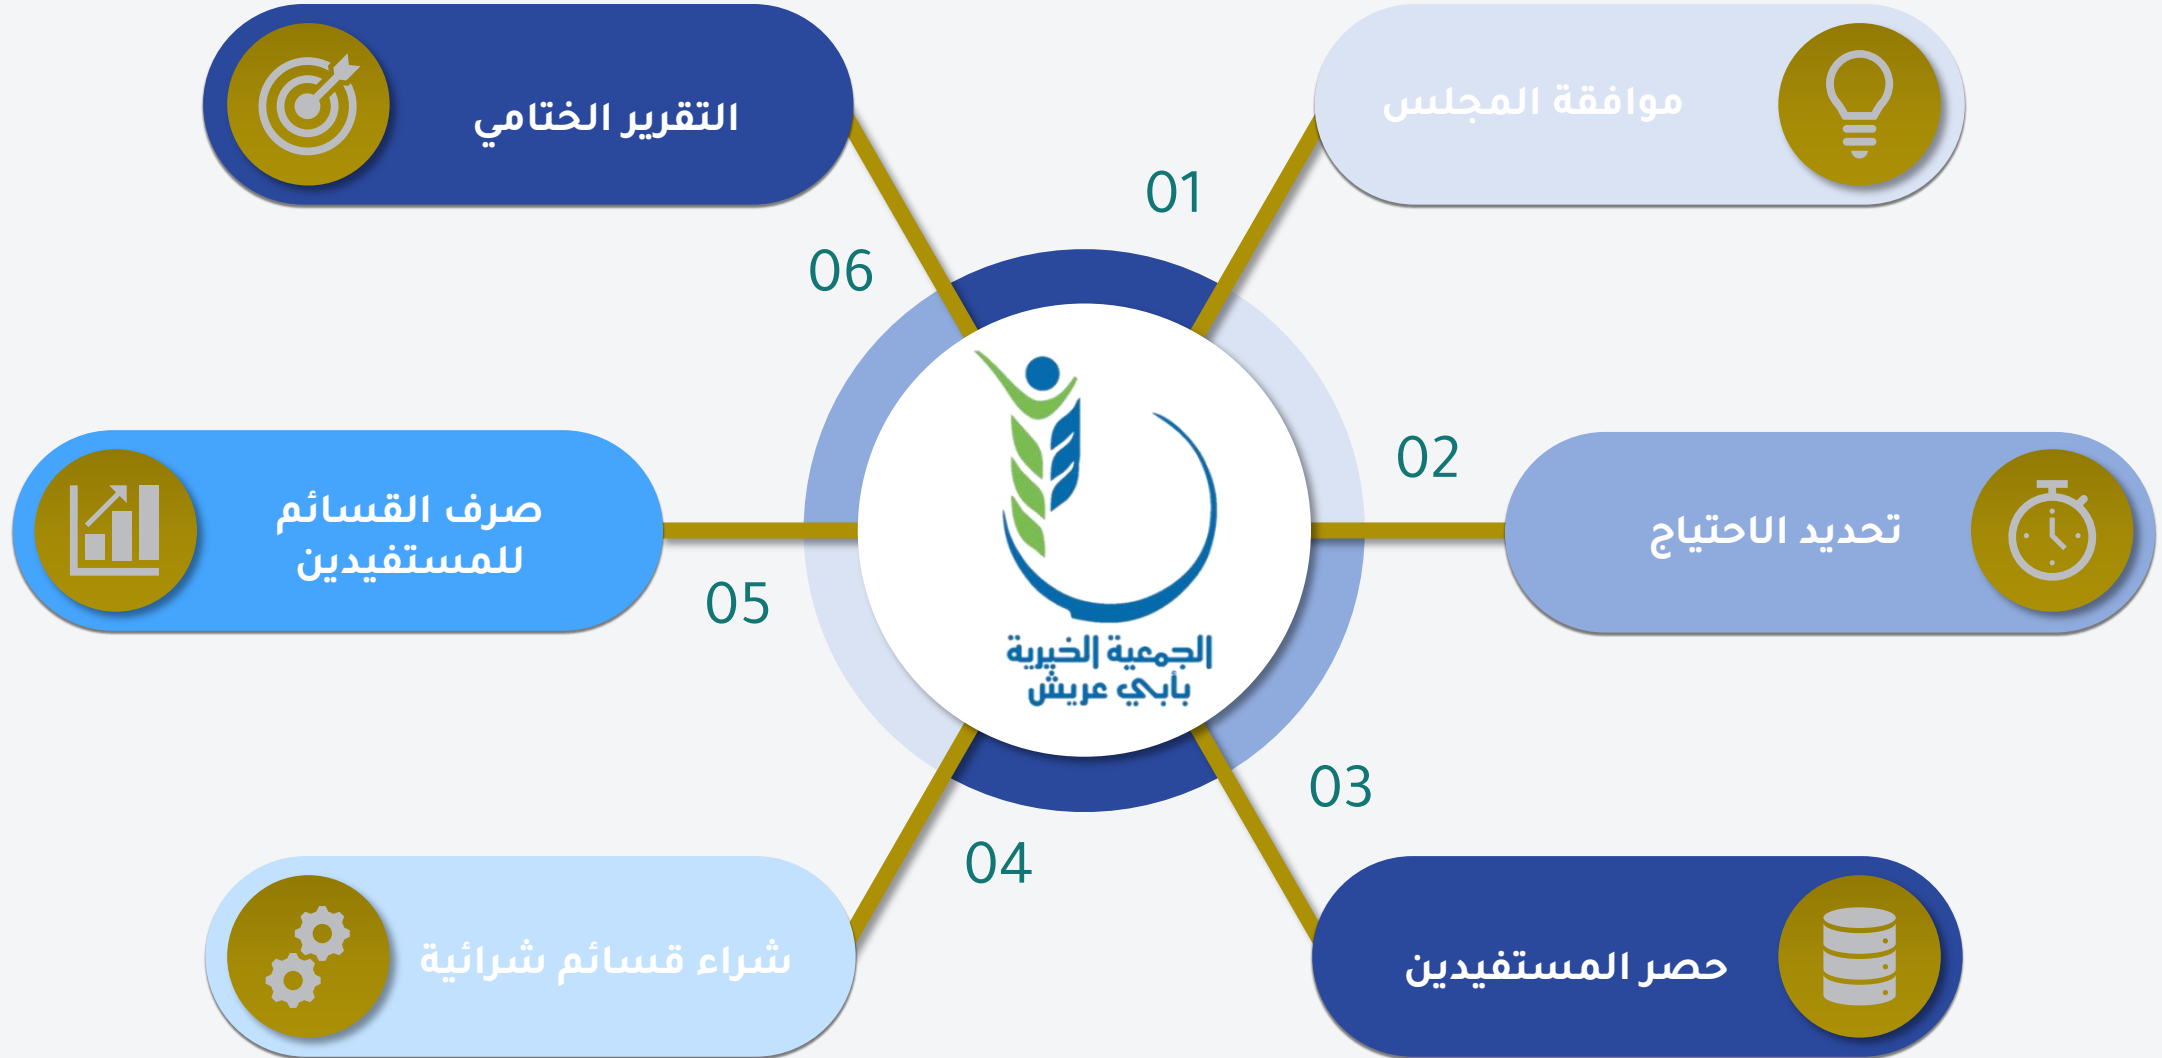 01
موافقة المجلس
02
تحديد الاحتياج
03
حصر المستفيدين
04
شراء قسائم شرائية
05
صرف القسائم
للمستفيدين
06
التقرير الختامي
الجمعية الخيرية
بأبي عريش